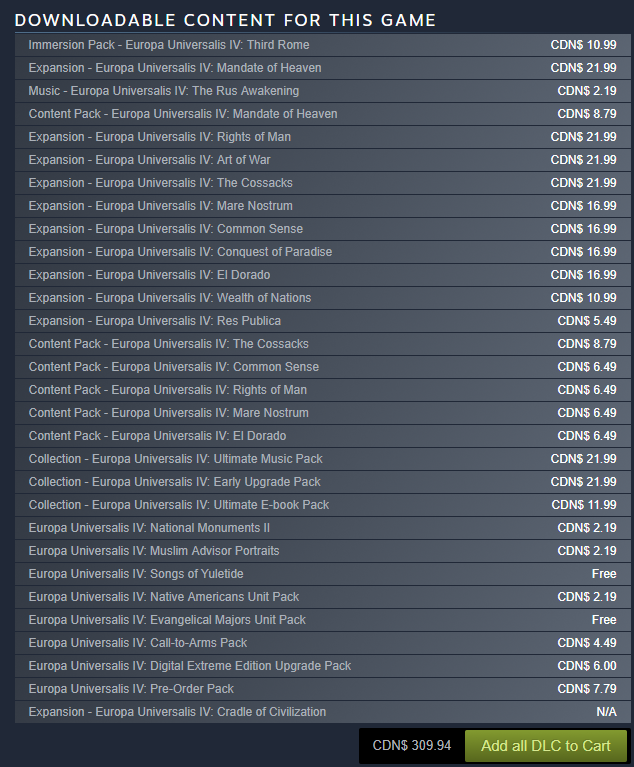 DOWNLOADABLE CONTENT FOR THIS GAME
Immersion Pack - Europa Universalis IV: Third Rome CDN$ 10.99
Expansion - Europa Universalis IV: Mandate of Heaven CDN$ 21.99
Music - Europa Universalis IV: The Rus Awakening CDN$ 2.19
Content Pack - Europa Universalis IV: Mandate of Heaven CDN$ 8.79
Expansion - Europa Universalis IV: Rights of Man CDN$ 21.99
Expansion - Europa Universalis IV: Art of War CDN$ 21.99
Expansion - Europa Universalis IV: The Cossacks CDN$ 21.99
Expansion - Europa Universalis IV: Mare Nostrum CDN$ 16.99
Expansion - Europa Universalis IV: Common Sense CDN$ 16.99
Expansion - Europa Universalis IV: Conquest of Paradise CDN$ 16.99
Expansion - Europa Universalis IV: El Dorado CDN$ 16.99
Expansion - Europa Universalis IV: Wealth of Nations CDN$ 10.99
Expansion - Europa Universalis IV: Res Publica CDN$ 5.49
Content Pack - Europa Universalis IV: The Cossacks CDN$ 8.79
Content Pack - Europa Universalis IV: Common Sense CDN$ 6.49
Content Pack - Europa Universalis IV: Rights of Man CDN$ 6.49
Content Pack - Europa Universalis IV: Mare Nostrum CDN$ 6.49
Content Pack - Europa Universalis IV: El Dorado CDN$ 6.49
Collection - Europa Universalis IV: Ultimate Music Pack CDN$ 21.99
Collection - Europa Universalis IV: Early Upgrade Pack CDN$ 21.99
Collection - Europa Universalis IV: Ultimate E-book Pack CDN$ 11.99
Europa Universalis IV: National Monuments II CDN$ 2.19
Europa Universalis IV: Muslim Advisor Portraits CDN$ 2.19
Europa Universalis IV: Songs of Yuletide Free
Europa Universalis IV: Native Americans Unit Pack CDN$ 2.19
Europa Universalis IV: Evangelical Majors Unit Pack Free
Europa Universalis IV: Call-to-Arms Pack CDN$ 4.49
Europa Universalis IV: Digital Extreme Edition Upgrade Pack CDN$ 6.00
Europa Universalis IV: Pre-Order Pack CDN$ 7.79
Expansion - Europa Universalis IV: Cradle of Civilization N/A
CDN$ 309.94 Add all DLC to Cart